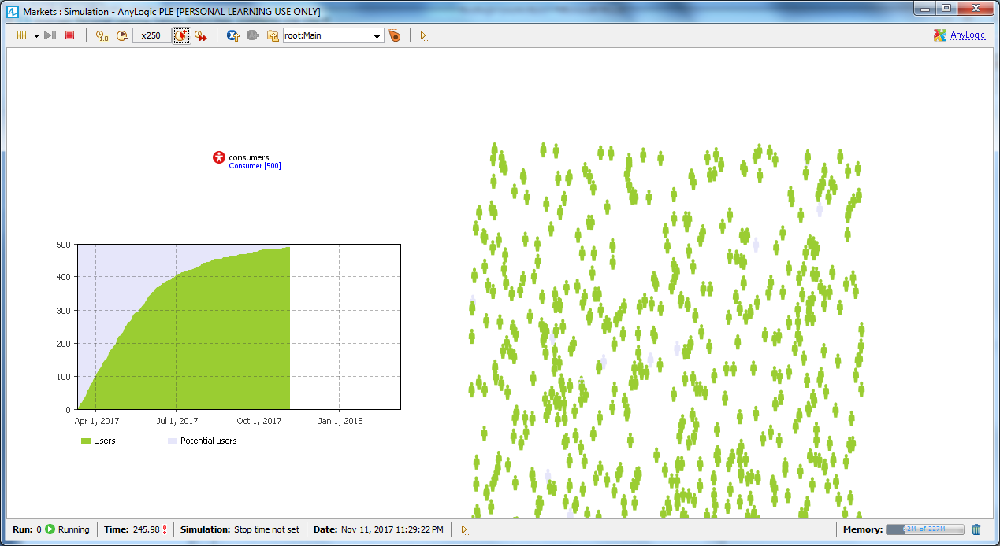 Markets : Simulation - AnyLogic PLE [PERSONAL LEARNING USE ONLY]
1.0 x250 root:Main AnyLogic
consumers
Consumer [500]
500
400
300
200
100
0
Apr 1, 2017 Jul 1, 2017 Oct 1, 2017 Jan 1, 2018
Users Potential users
Run: 0 Running Time: 245.98 Simulation: Stop time not set Date: Nov 11, 2017 11:29:22 PM Memory: 62M of 227M